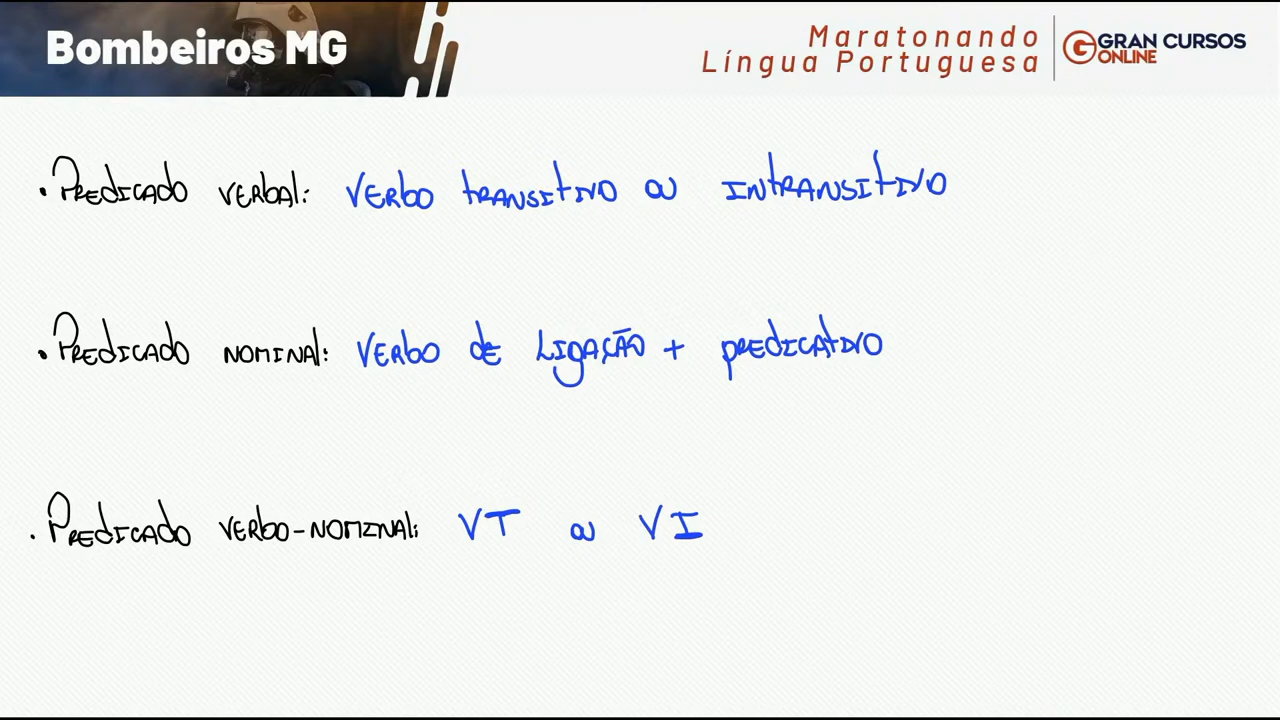 Bombeiros MG
Maratonando
Língua Portuguesa
GRAN CURSOS
ONLINE
• PREDICADO VERBAL: VERBO TRANSITIVO OU INTRANSITIVO
• PREDICADO NOMINAL: VERBO DE LIGAÇÃO + PREDICATIVO
• PREDICADO VERBO-NOMINAL: VT OU VI